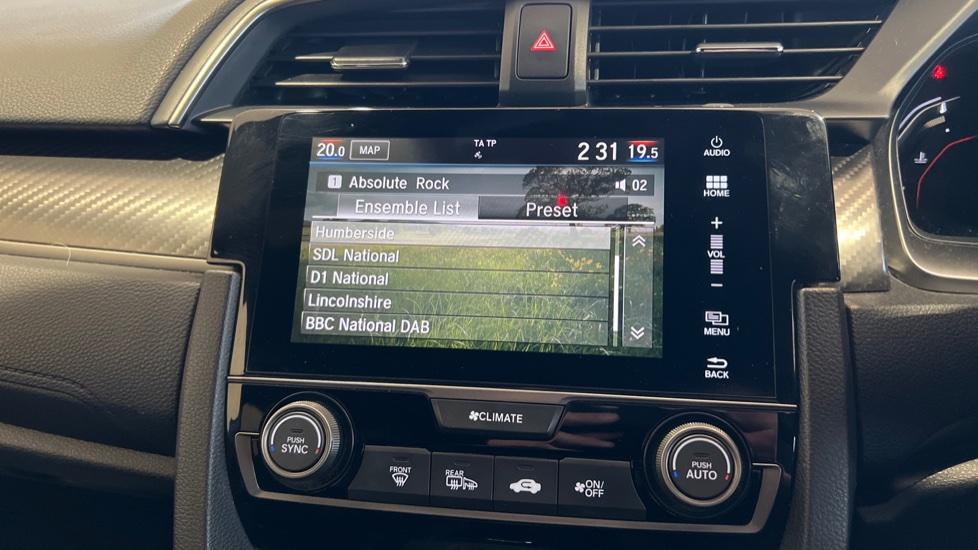 20.0 MAP TA TP 2 31 19.5
1 Absolute Rock 02
Ensemble List Preset
Humberside
SDL National
D1 National
Lincolnshire
BBC National DAB
AUDIO
HOME
+
VOL
-
MENU
BACK
CLIMATE
PUSH
SYNC
FRONT
REAR
ON/
OFF
PUSH
AUTO